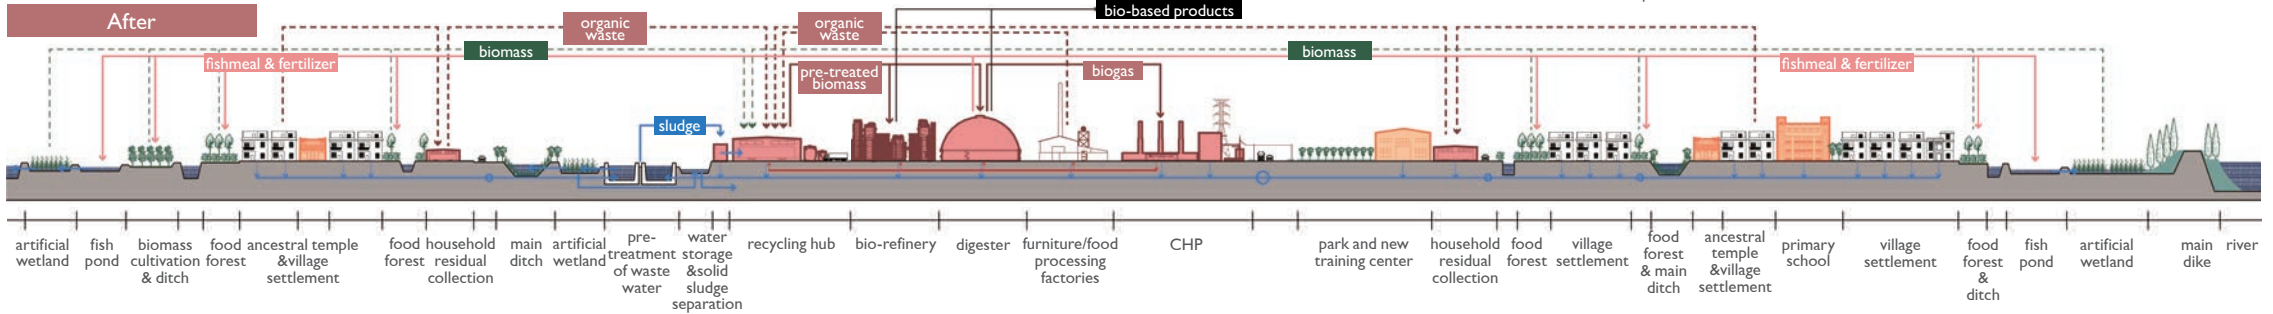 bio-based products
After
organic
waste
organic
waste
biomass
biomass
fishmeal & fertilizer
fishmeal & fertilizer
pre-treated
biomass
biogas
sludge
artificial
wetland
fish
pond
biomass
cultivation
& ditch
food
forest
ancestral temple
&village
settlement
food
forest
household
residual
collection
main
ditch
artificial
wetland
pre-
treatment
of waste
water
water
storage
&solid
sludge
separation
recycling hub
bio-refinery
digester
furniture/food
processing
factories
CHP
park and new
training center
household
residual
collection
food
forest
village
settlement
food
forest
& main
ditch
ancestral
temple
&village
settlement
primary
school
village
settlement
food
forest
&
ditch
fish
pond
artificial
wetland
main
dike
river